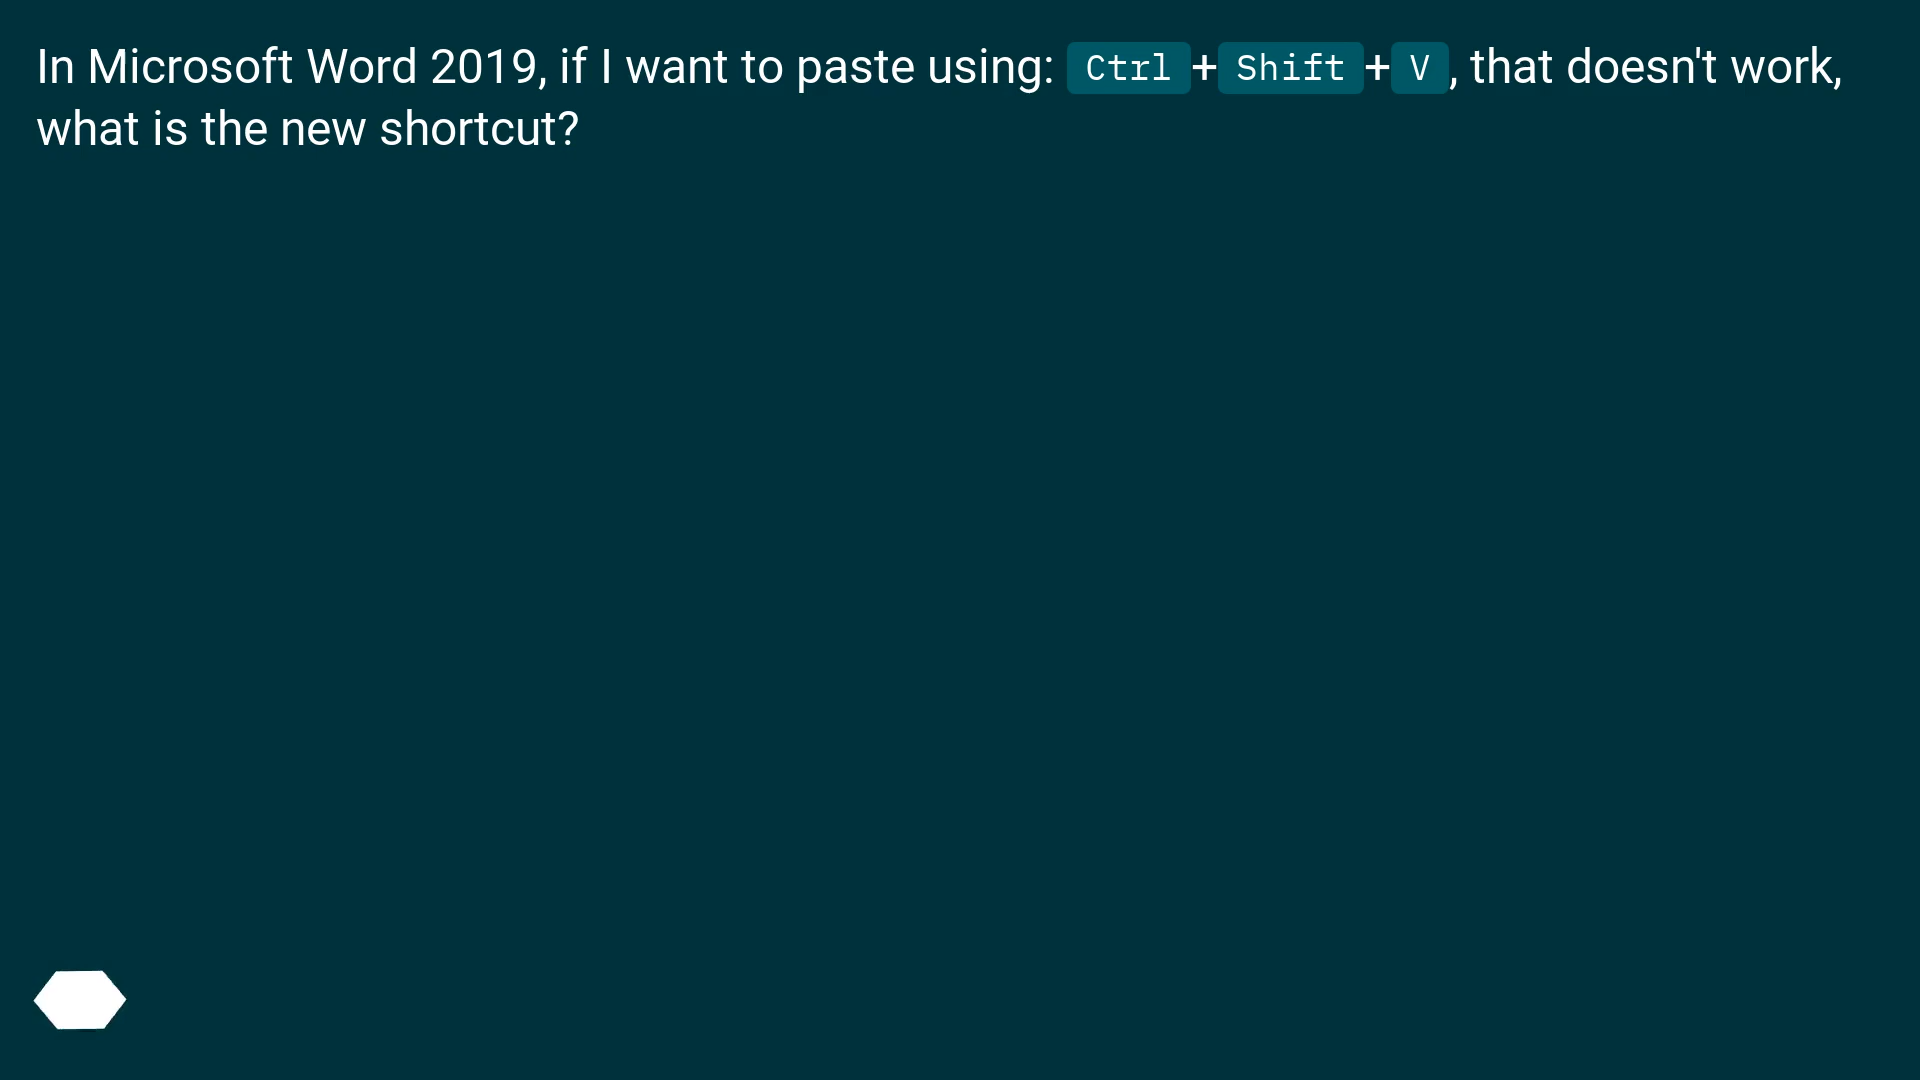 In Microsoft Word 2019, if I want to paste using: Ctrl+Shift+V, that doesn't work,
what is the new shortcut?